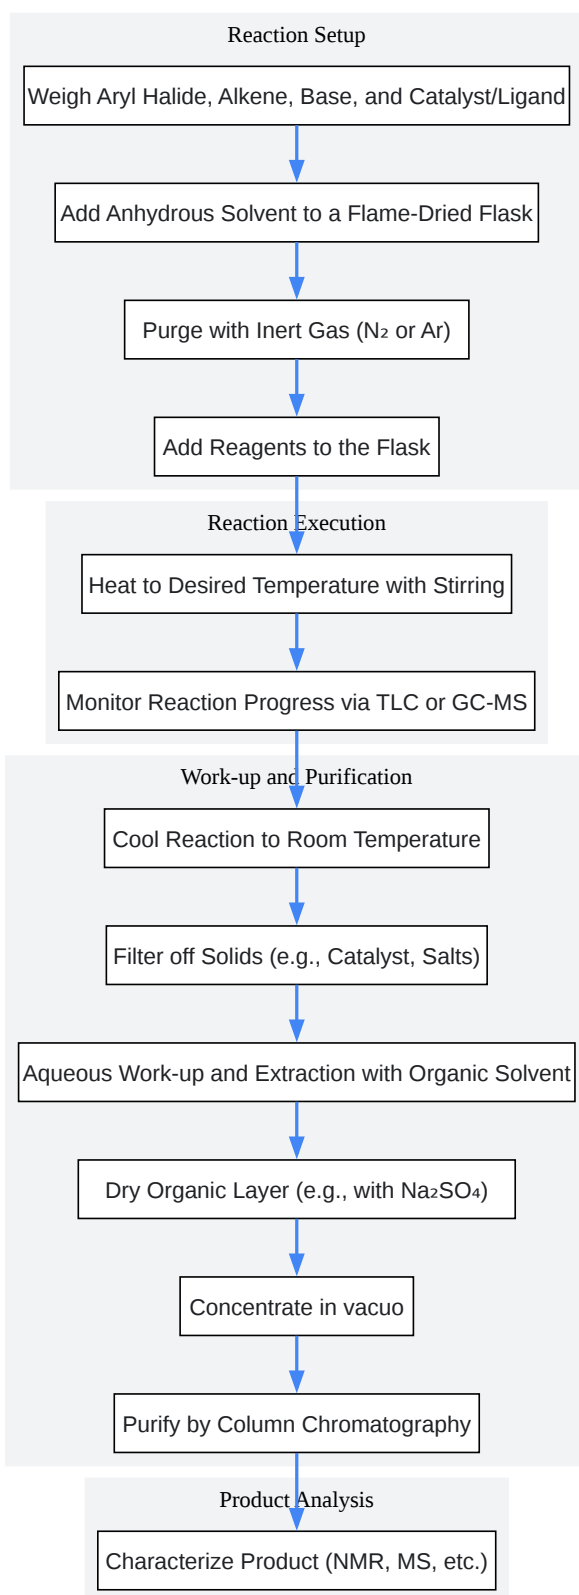 Reaction Setup
Weigh Aryl Halide, Alkene, Base, and Catalyst/Ligand
Add Anhydrous Solvent to a Flame-Dried Flask
Purge with Inert Gas (N₂ or Ar)
Add Reagents to the Flask
Reaction Execution
Heat to Desired Temperature with Stirring
Monitor Reaction Progress via TLC or GC-MS
Work-up and Purification
Cool Reaction to Room Temperature
Filter off Solids (e.g., Catalyst, Salts)
Aqueous Work-up and Extraction with Organic Solvent
Dry Organic Layer (e.g., with Na₂SO₄)
Concentrate in vacuo
Purify by Column Chromatography
Product Analysis
Characterize Product (NMR, MS, etc.)